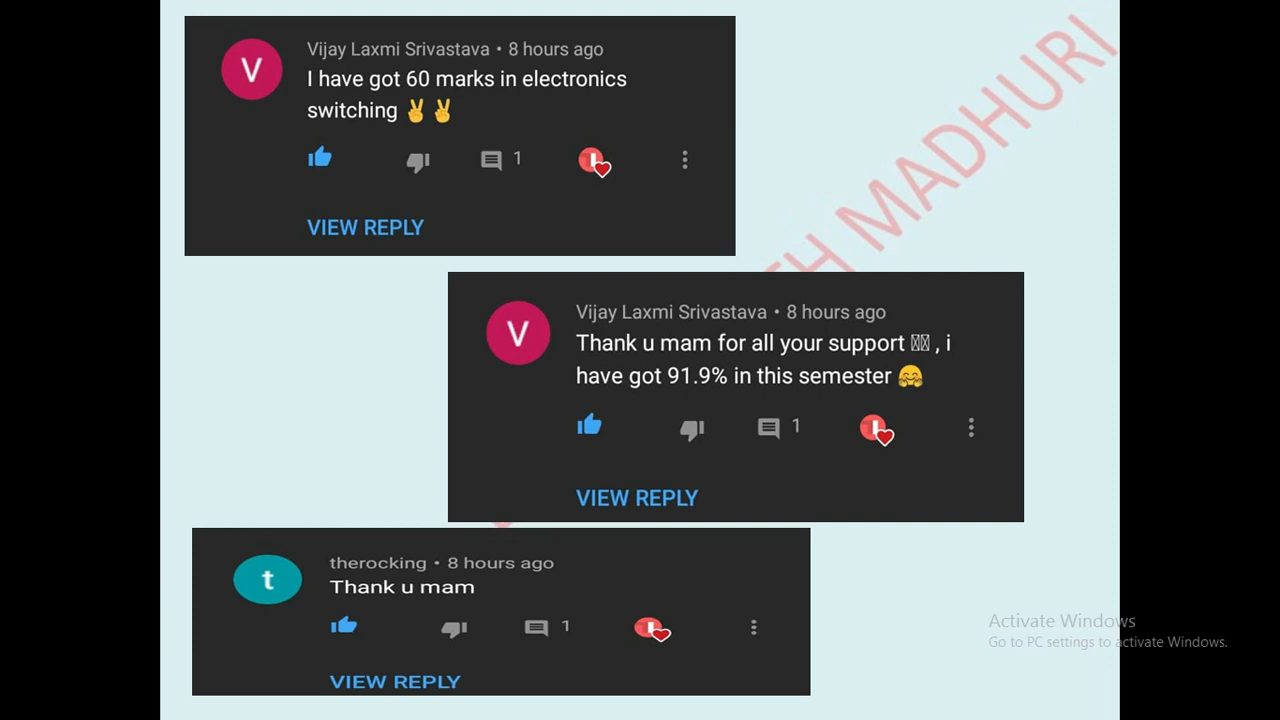 V
Vijay Laxmi Srivastava • 8 hours ago
I have got 60 marks in electronics
switching ✌✌
1
VIEW REPLY
TH MADHURI
V
Vijay Laxmi Srivastava • 8 hours ago
Thank u mam for all your support , i
have got 91.9% in this semester 🤗
1
VIEW REPLY
t
therocking • 8 hours ago
Thank u mam
1
VIEW REPLY
Activate Windows
Go to PC settings to activate Windows.